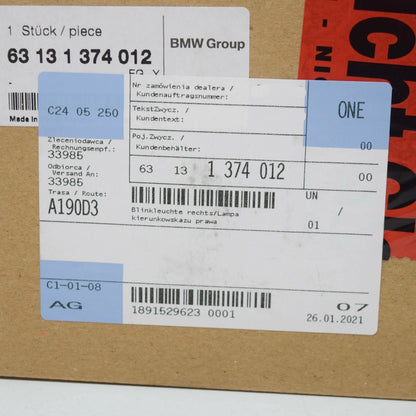 1 Stück / piece
63 13 1 374 012
BMW Group
Made in
C24 05 250
Nr zamówienia dealera /
Kundenauftragsnummer:
TekstZwycz. /
Kundentext:
ONE
Zleceniodawca /
Rechnungsempf.:
33985
Poj.Zwycz. /
Kundenbehälter:
00
Odbiorca /
Versand An:
33985
63 13 1 374 012
00
Trasa / Route:
A190D3
UN /
01
Blinkleuchte rechts/Lampa
kierunkowskazu prawa
C1-01-08
AG
1891529623 0001
07
26.01.2021